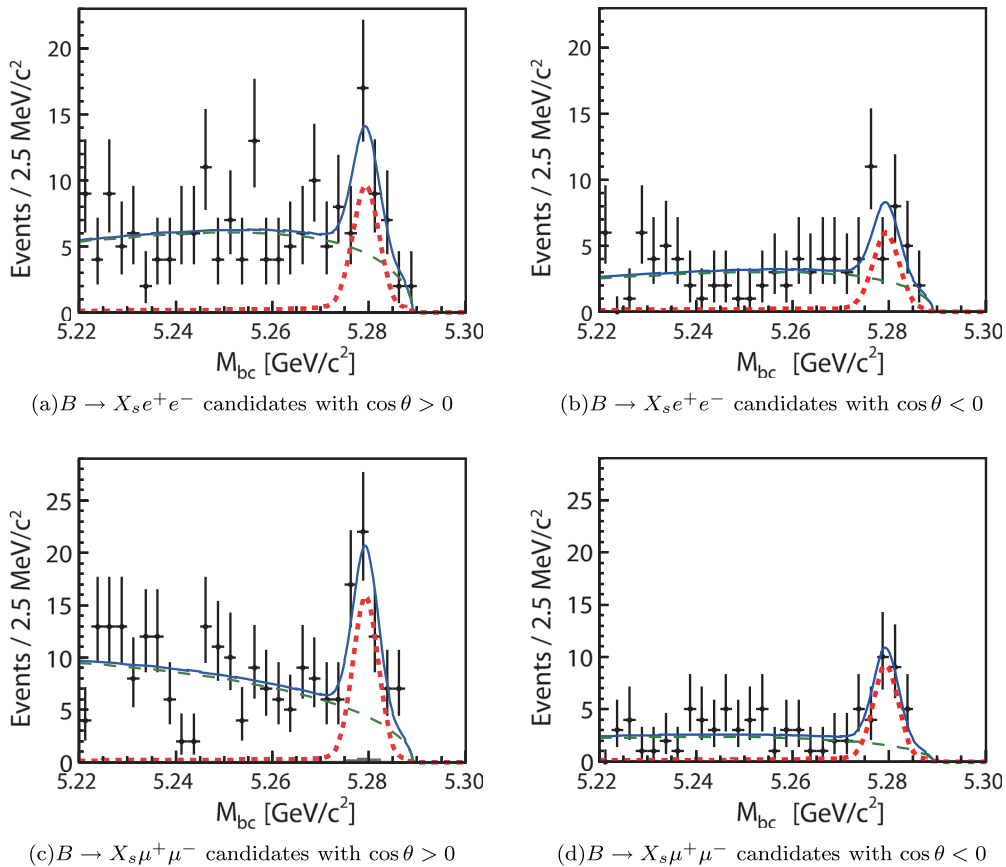 Events / 2.5 MeV/c²
20
15
10
5
0
5.22 5.24 5.26 5.28 5.30
M_bc [GeV/c²]
(a)B → X_s e⁺e⁻ candidates with cos θ > 0
Events / 2.5 MeV/c²
20
15
10
5
0
5.22 5.24 5.26 5.28 5.30
M_bc [GeV/c²]
(b)B → X_s e⁺e⁻ candidates with cos θ < 0
Events / 2.5 MeV/c²
25
20
15
10
5
0
5.22 5.24 5.26 5.28 5.30
M_bc [GeV/c²]
(c)B → X_s μ⁺μ⁻ candidates with cos θ > 0
Events / 2.5 MeV/c²
25
20
15
10
5
0
5.22 5.24 5.26 5.28 5.30
M_bc [GeV/c²]
(d)B → X_s μ⁺μ⁻ candidates with cos θ < 0